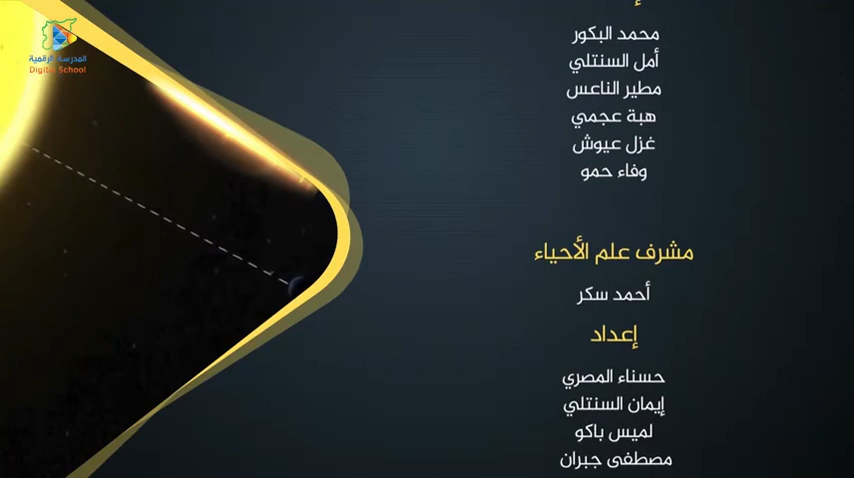 المدرسة الرقمية
Digital School
محمد البكور
أمل السنتلي
مطير الناعس
هبة عجمي
غزل عيوش
وفاء حمو
مشرف علم الأحياء
أحمد سكر
إعداد
حسناء المصري
إيمان السنتلي
لميس باكو
مصطفى جبران